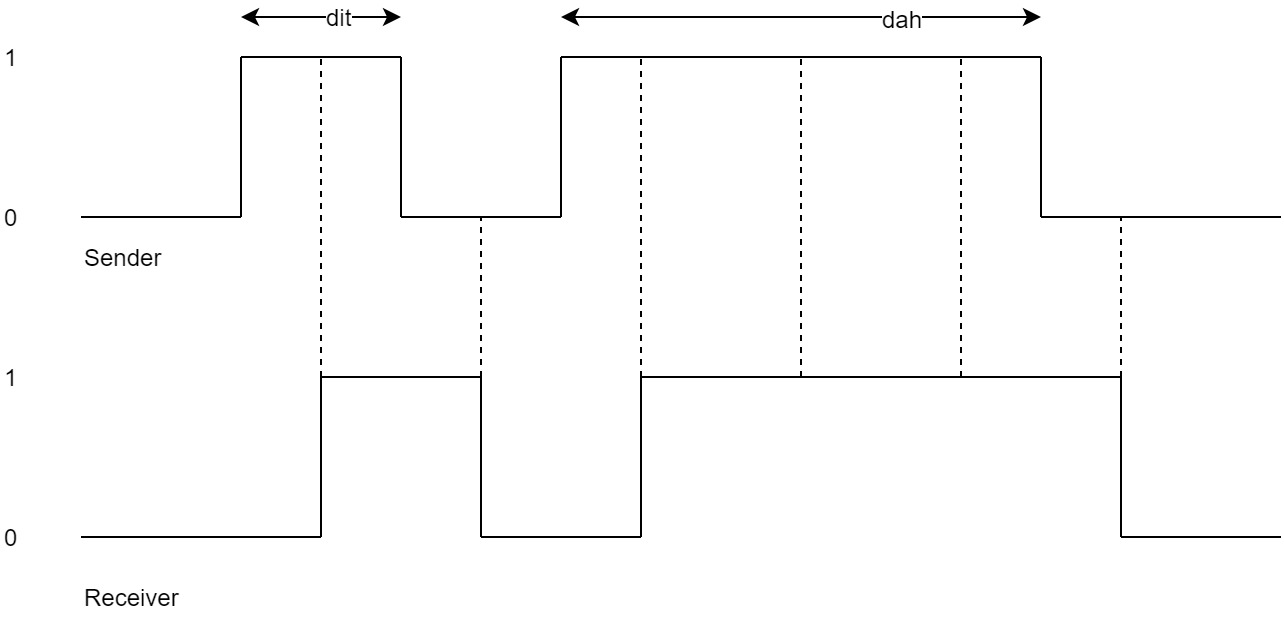 dit
dah
1
0
Sender
1
0
Receiver